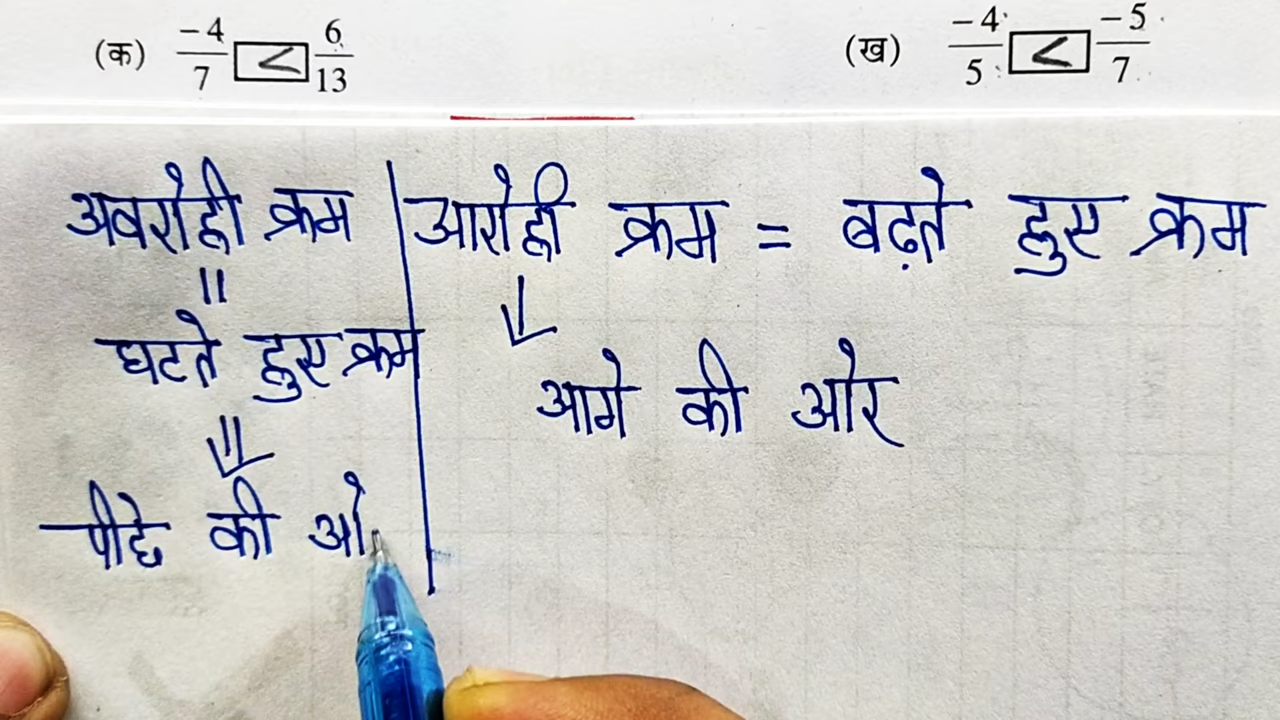 (क) -4/7 < 6/13
(ख) -4/5 < -5/7
अवरोही क्रम
=
घटते हुए क्रम
पीछे की ओ
आरोही क्रम = बढ़ते हुए क्रम
आगे की ओर